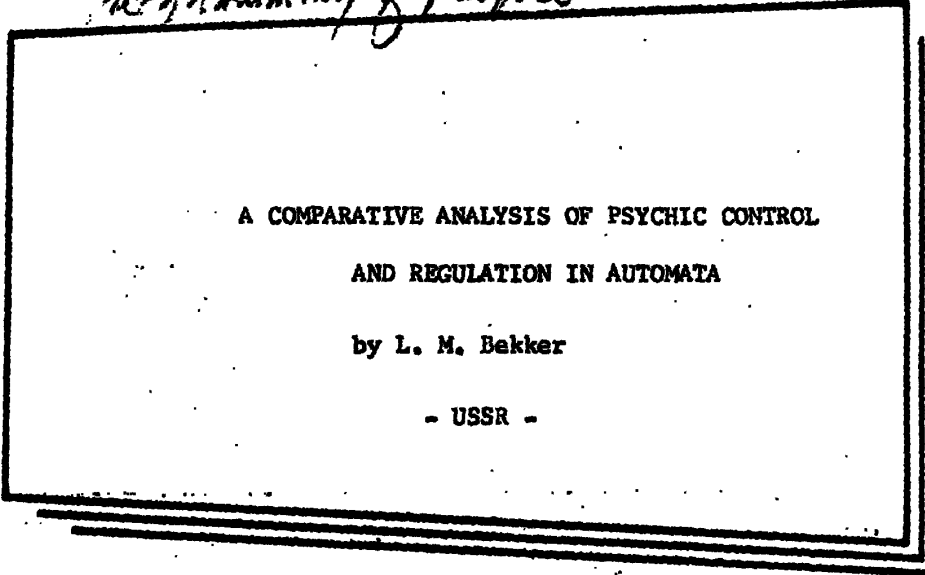 A COMPARATIVE ANALYSIS OF PSYCHIC CONTROL
AND REGULATION IN AUTOMATA
by L. M. Bekker
- USSR -